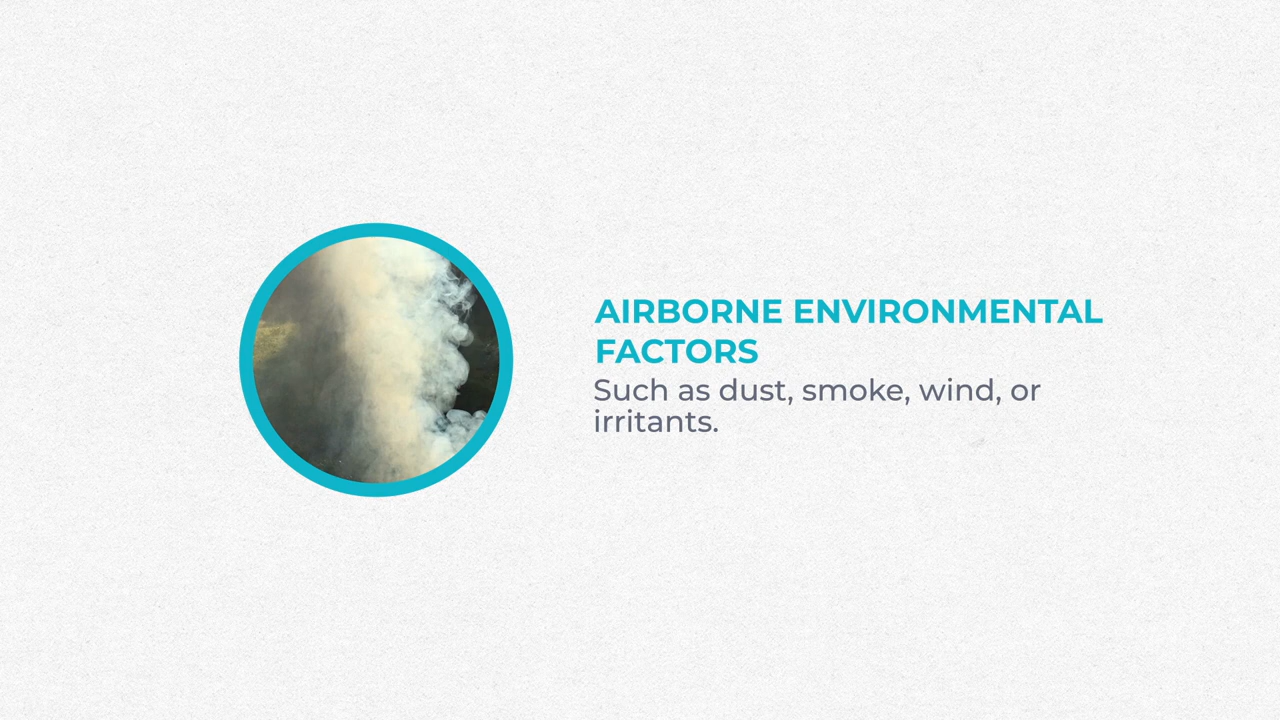 AIRBORNE ENVIRONMENTAL
FACTORS
Such as dust, smoke, wind, or
irritants.